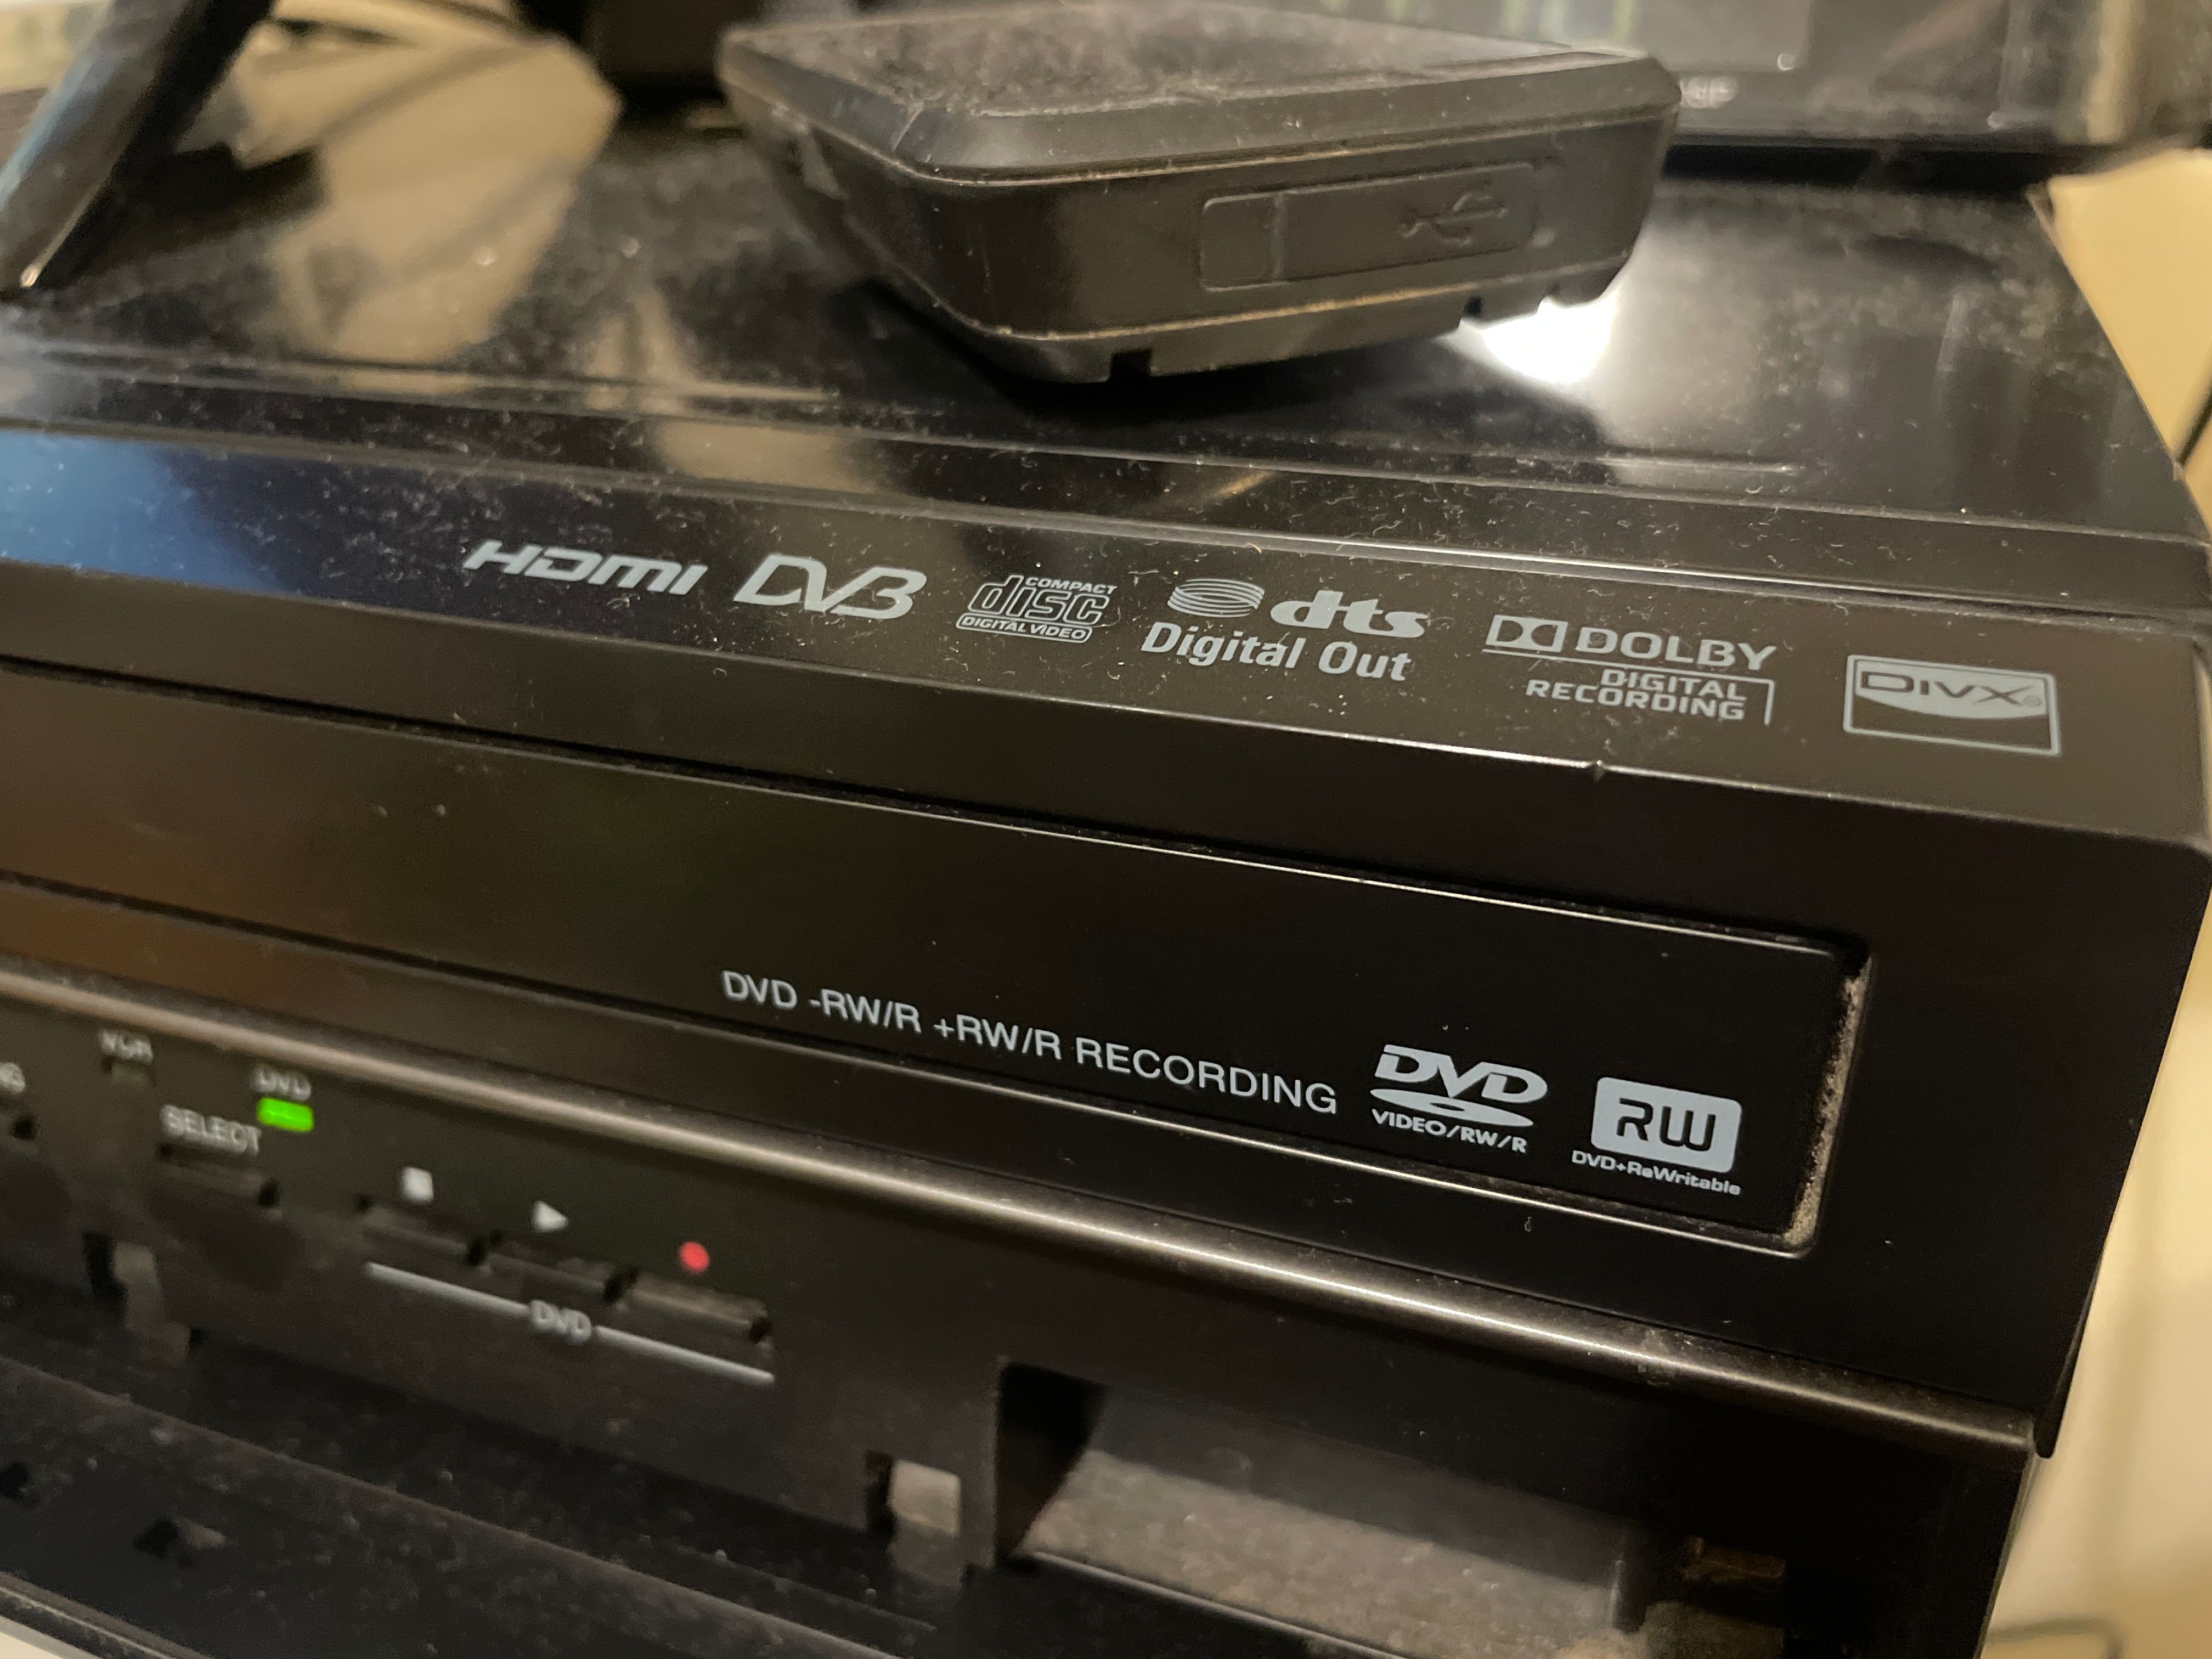 HDMI
DVB
COMPACT
disc
DIGITAL VIDEO
dts
Digital Out
DOLBY
DIGITAL
RECORDING
DIVX®
DVD -RW/R +RW/R RECORDING
DVD
VIDEO/RW/R
RW
DVD+ReWritable
VCR
DVD
SELECT
DVD